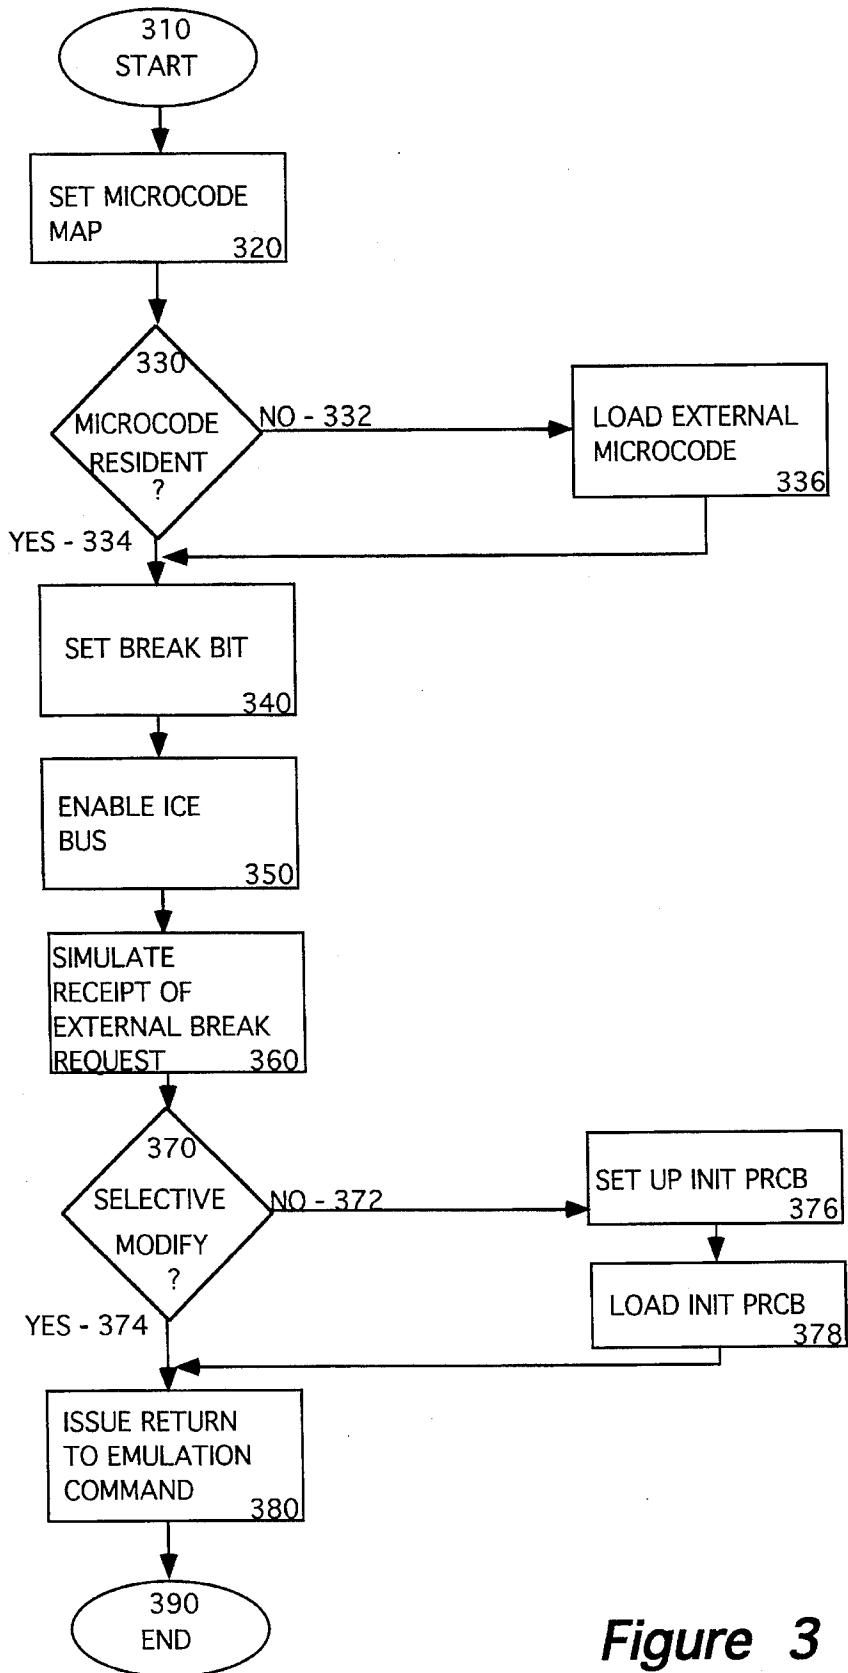 310
START
SET MICROCODE
MAP
320
330
MICROCODE
RESIDENT
?
NO - 332
LOAD EXTERNAL
MICROCODE
336
YES - 334
SET BREAK BIT
340
ENABLE ICE
BUS
350
SIMULATE
RECEIPT OF
EXTERNAL BREAK
REQUEST 360
370
SELECTIVE
MODIFY
?
NO - 372
SET UP INIT PRCB
376
LOAD INIT PRCB
378
YES - 374
ISSUE RETURN
TO EMULATION
COMMAND
380
390
END
Figure 3